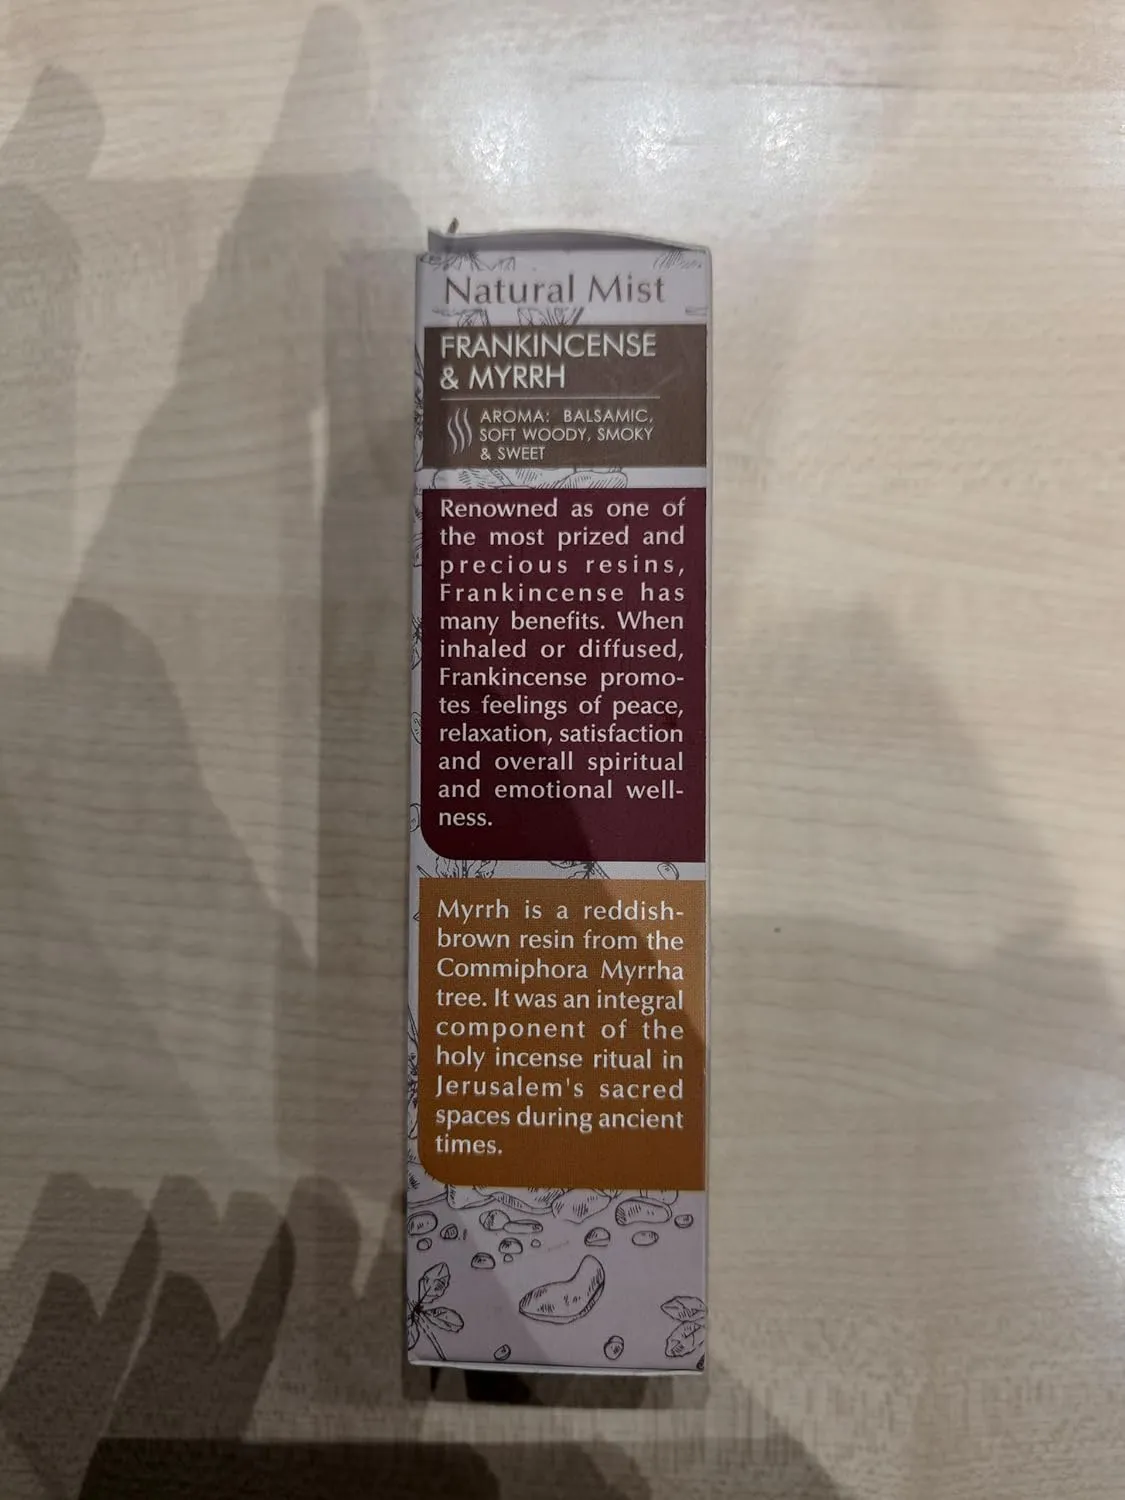 Natural Mist
FRANKINCENSE
& MYRRH
AROMA: BALSAMIC,
SOFT WOODY, SMOKY
& SWEET
Renowned as one of
the most prized and
precious resins,
Frankincense has
many benefits. When
inhaled or diffused,
Frankincense promo-
tes feelings of peace,
relaxation, satisfaction
and overall spiritual
and emotional well-
ness.
Myrrh is a reddish-
brown resin from the
Commiphora Myrrha
tree. It was an integral
component of the
holy incense ritual in
Jerusalem's sacred
spaces during ancient
times.